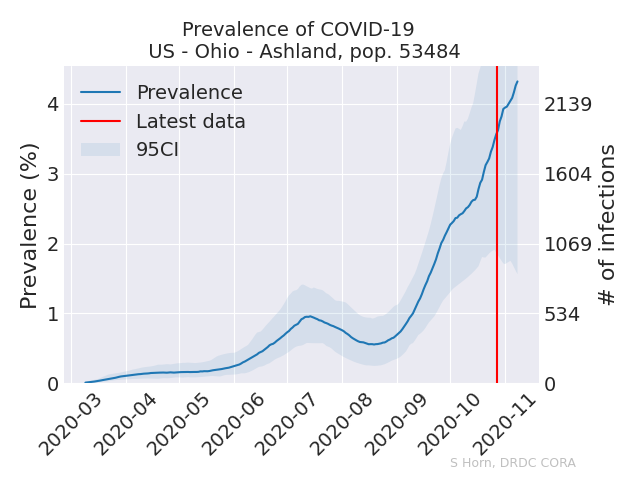 Prevalence of COVID-19
US - Ohio - Ashland, pop. 53484
Prevalence
Latest data
95CI
Prevalence (%)
4
3
2
1
0
2139
1604
1069
534
0
# of infections
2020-03
2020-04
2020-05
2020-06
2020-07
2020-08
2020-09
2020-10
2020-11
S Horn, DRDC CORA